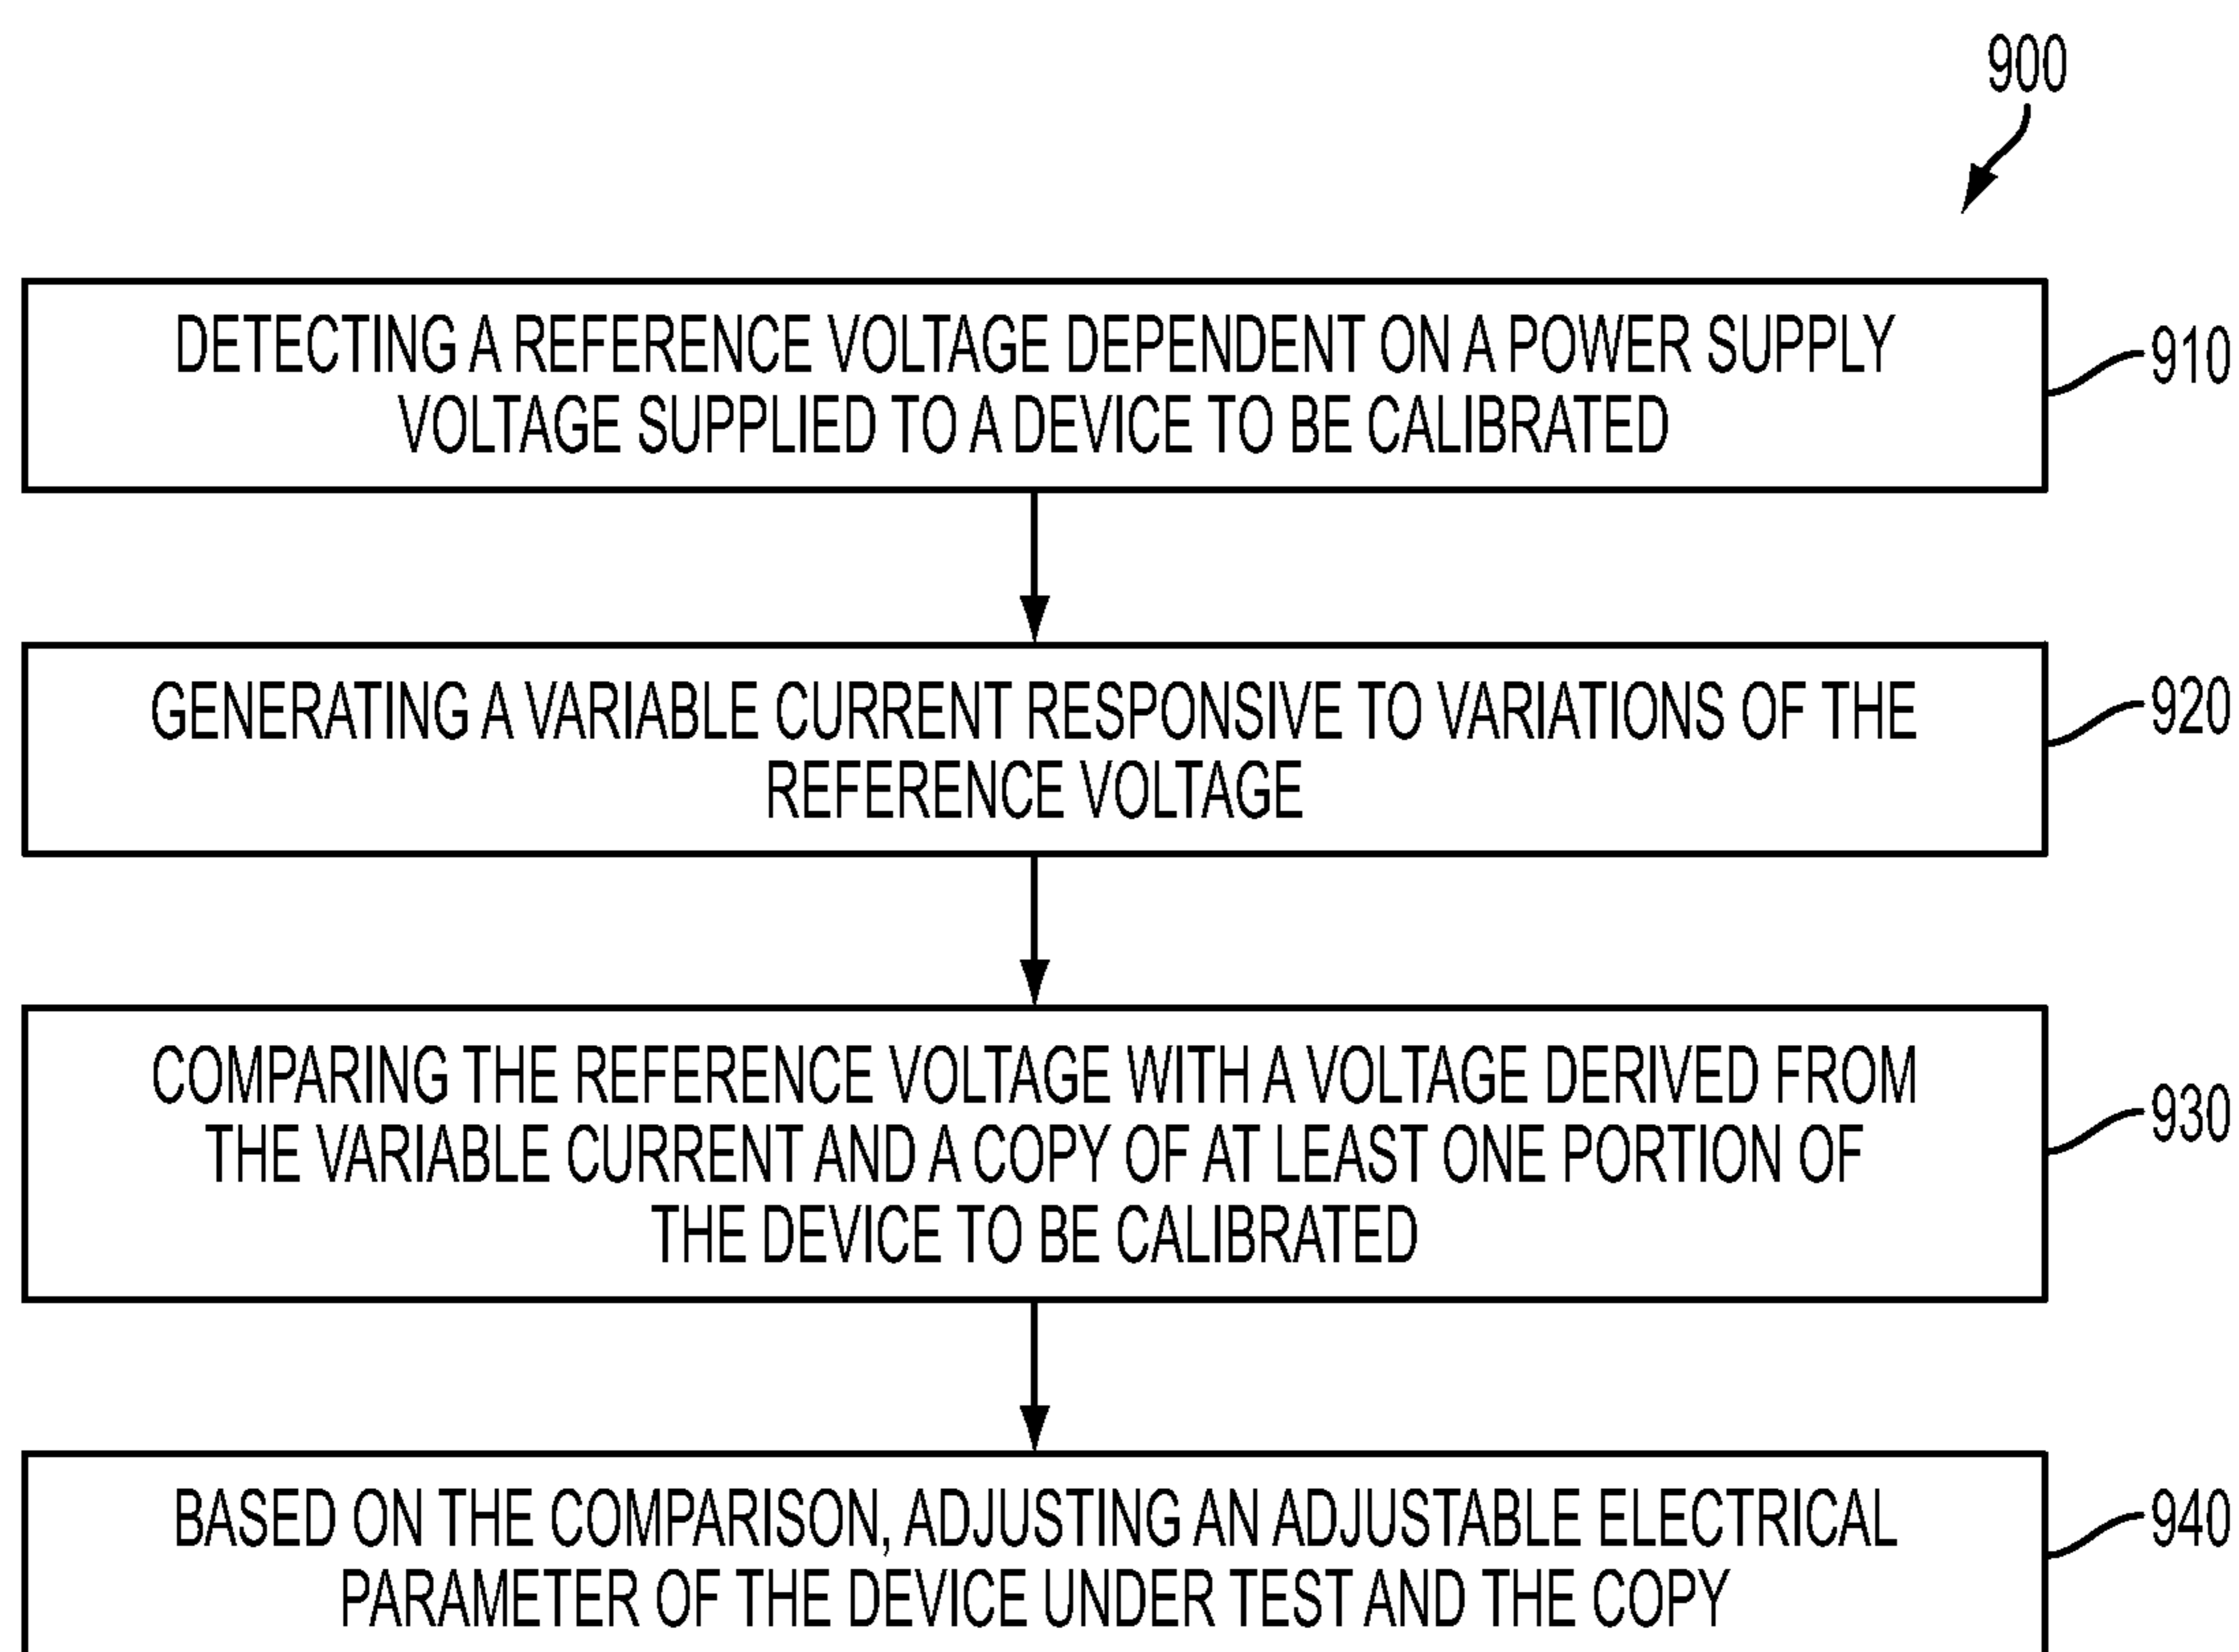 900
DETECTING A REFERENCE VOLTAGE DEPENDENT ON A POWER SUPPLY
VOLTAGE SUPPLIED TO A DEVICE TO BE CALIBRATED
910
GENERATING A VARIABLE CURRENT RESPONSIVE TO VARIATIONS OF THE
REFERENCE VOLTAGE
920
COMPARING THE REFERENCE VOLTAGE WITH A VOLTAGE DERIVED FROM
THE VARIABLE CURRENT AND A COPY OF AT LEAST ONE PORTION OF
THE DEVICE TO BE CALIBRATED
930
BASED ON THE COMPARISON, ADJUSTING AN ADJUSTABLE ELECTRICAL
PARAMETER OF THE DEVICE UNDER TEST AND THE COPY
940